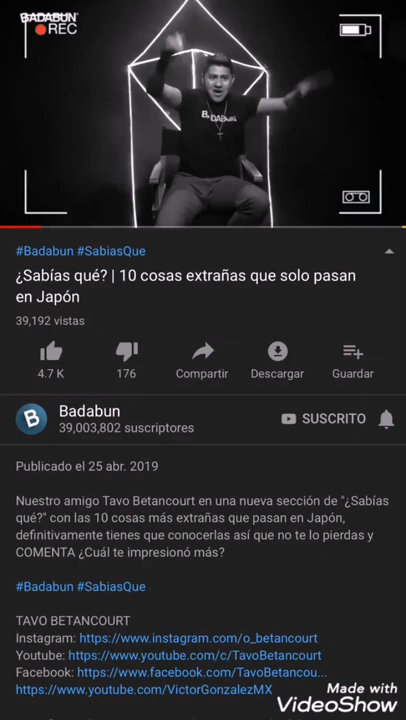 BADABUN
REC
BADABUN
#Badabun #SabiasQue
¿Sabías qué? | 10 cosas extrañas que solo pasan
en Japón
39,192 vistas
4.7 K
176
Compartir
Descargar
Guardar
B
Badabun
39,003,802 suscriptores
SUSCRITO
Publicado el 25 abr. 2019
Nuestro amigo Tavo Betancourt en una nueva sección de "¿Sabías
qué?" con las 10 cosas más extrañas que pasan en Japón,
definitivamente tienes que conocerlas así que no te lo pierdas y
COMENTA ¿Cuál te impresionó más?
#Badabun #SabiasQue
TAVO BETANCOURT
Instagram: https://www.instagram.com/o_betancourt
Youtube: https://www.youtube.com/c/TavoBetancourt
Facebook: https://www.facebook.com/TavoBetancou...
https://www.youtube.com/VictorGonzalezMX
Made with
VideoShow